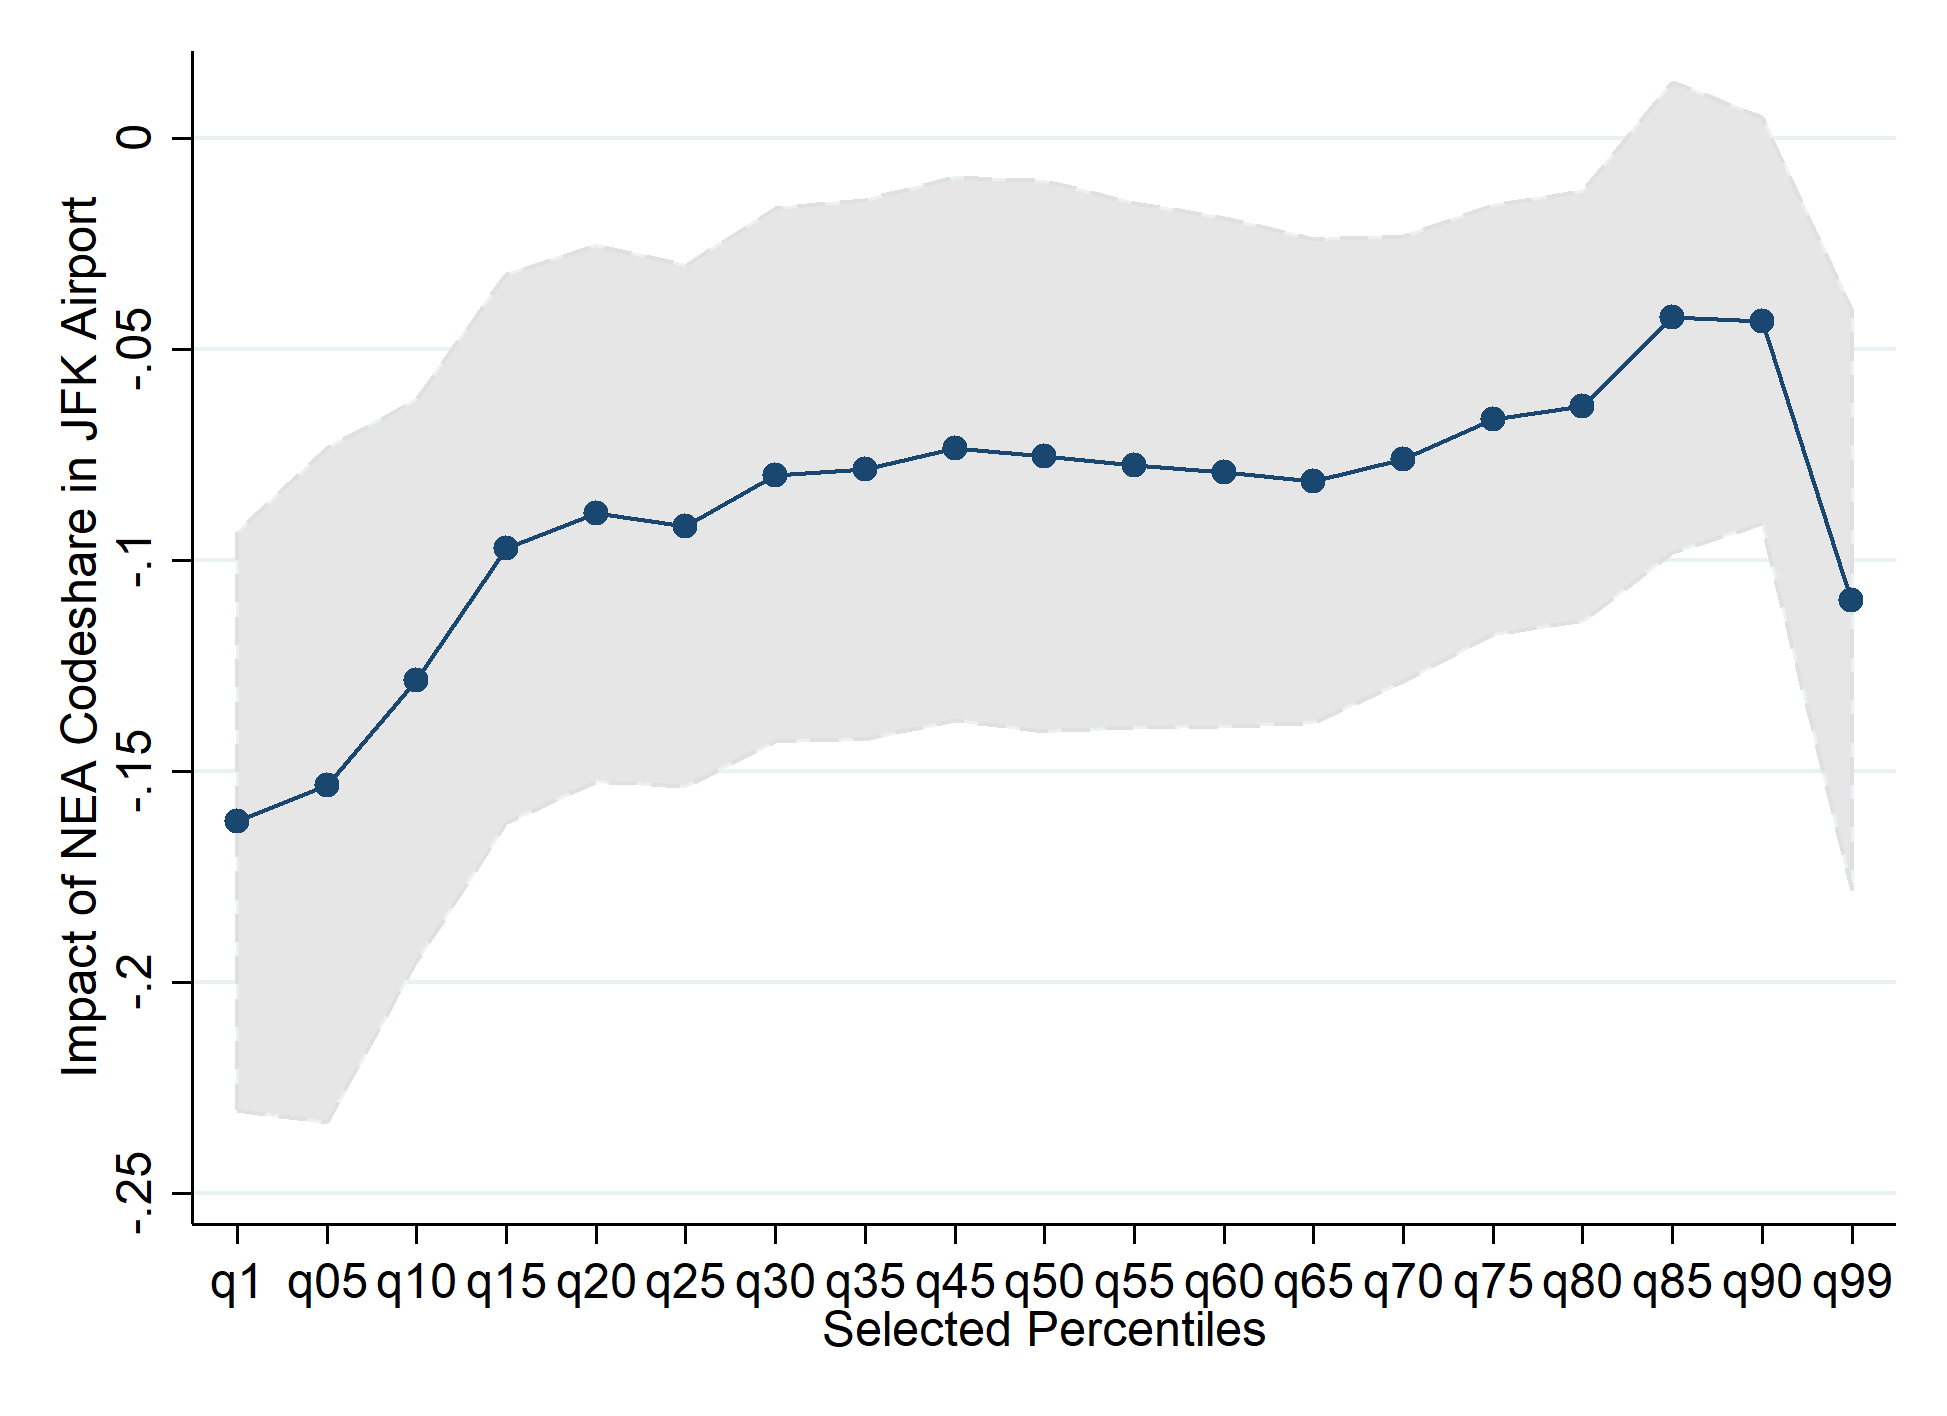 Impact of NEA Codeshare in JFK Airport
0
-.05
-.1
-.15
-.2
-.25
q1 q05 q10 q15 q20 q25 q30 q35 q45 q50 q55 q60 q65 q70 q75 q80 q85 q90 q99
Selected Percentiles